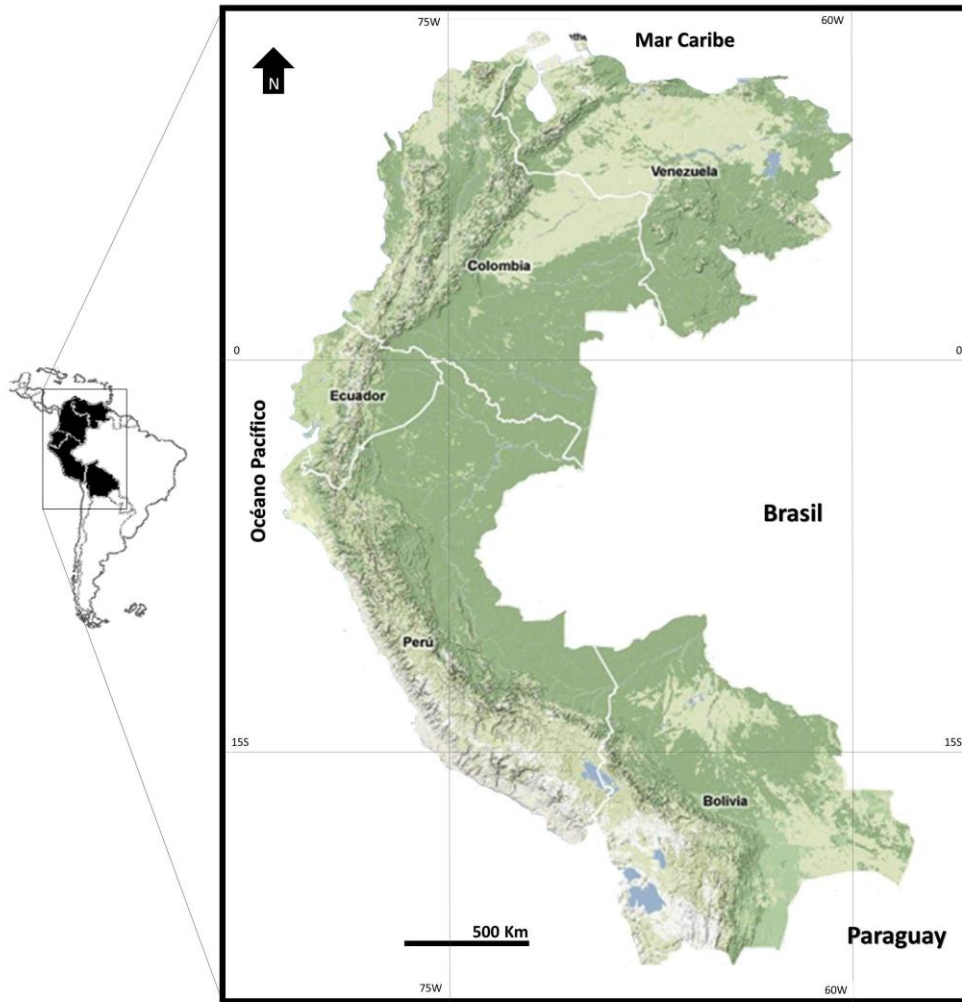 75W
60W
Mar Caribe
N
Venezuela
Colombia
0
0
Ecuador
Océano Pacífico
Brasil
Perú
15S
15S
Bolivia
500 Km
Paraguay
75W
60W